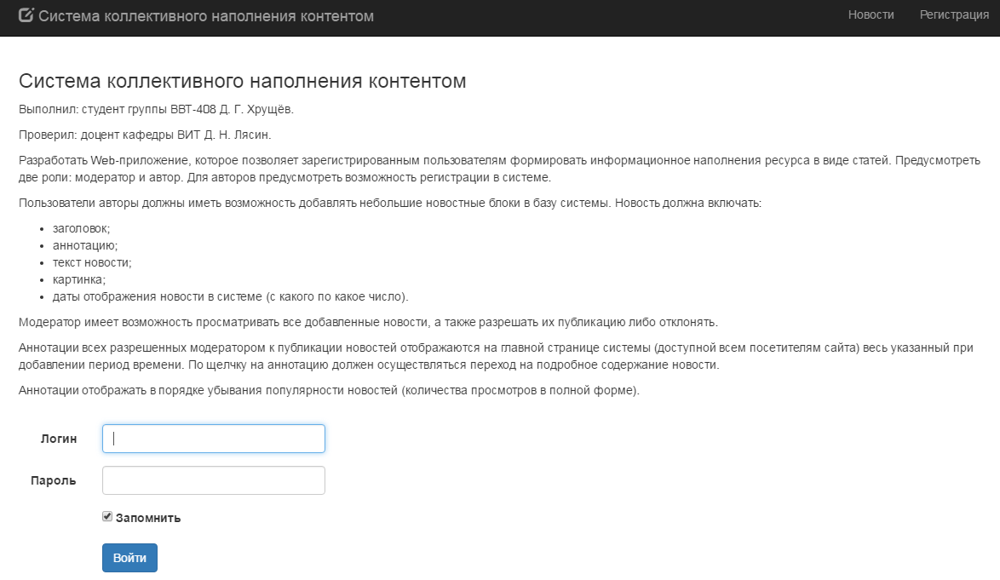 Система коллективного наполнения контентом
Новости
Регистрация
Система коллективного наполнения контентом
Выполнил: студент группы ВВТ-408 Д. Г. Хрущёв.
Проверил: доцент кафедры ВИТ Д. Н. Лясин.
Разработать Web-приложение, которое позволяет зарегистрированным пользователям формировать информационное наполнения ресурса в виде статей. Предусмотреть
две роли: модератор и автор. Для авторов предусмотреть возможность регистрации в системе.
Пользователи авторы должны иметь возможность добавлять небольшие новостные блоки в базу системы. Новость должна включать:
• заголовок;
• аннотацию;
• текст новости;
• картинка;
• даты отображения новости в системе (с какого по какое число).
Модератор имеет возможность просматривать все добавленные новости, а также разрешать их публикацию либо отклонять.
Аннотации всех разрешенных модератором к публикации новостей отображаются на главной странице системы (доступной всем посетителям сайта) весь указанный при
добавлении период времени. По щелчку на аннотацию должен осуществляться переход на подробное содержание новости.
Аннотации отображать в порядке убывания популярности новостей (количества просмотров в полной форме).
Логин
Пароль
Запомнить
Войти